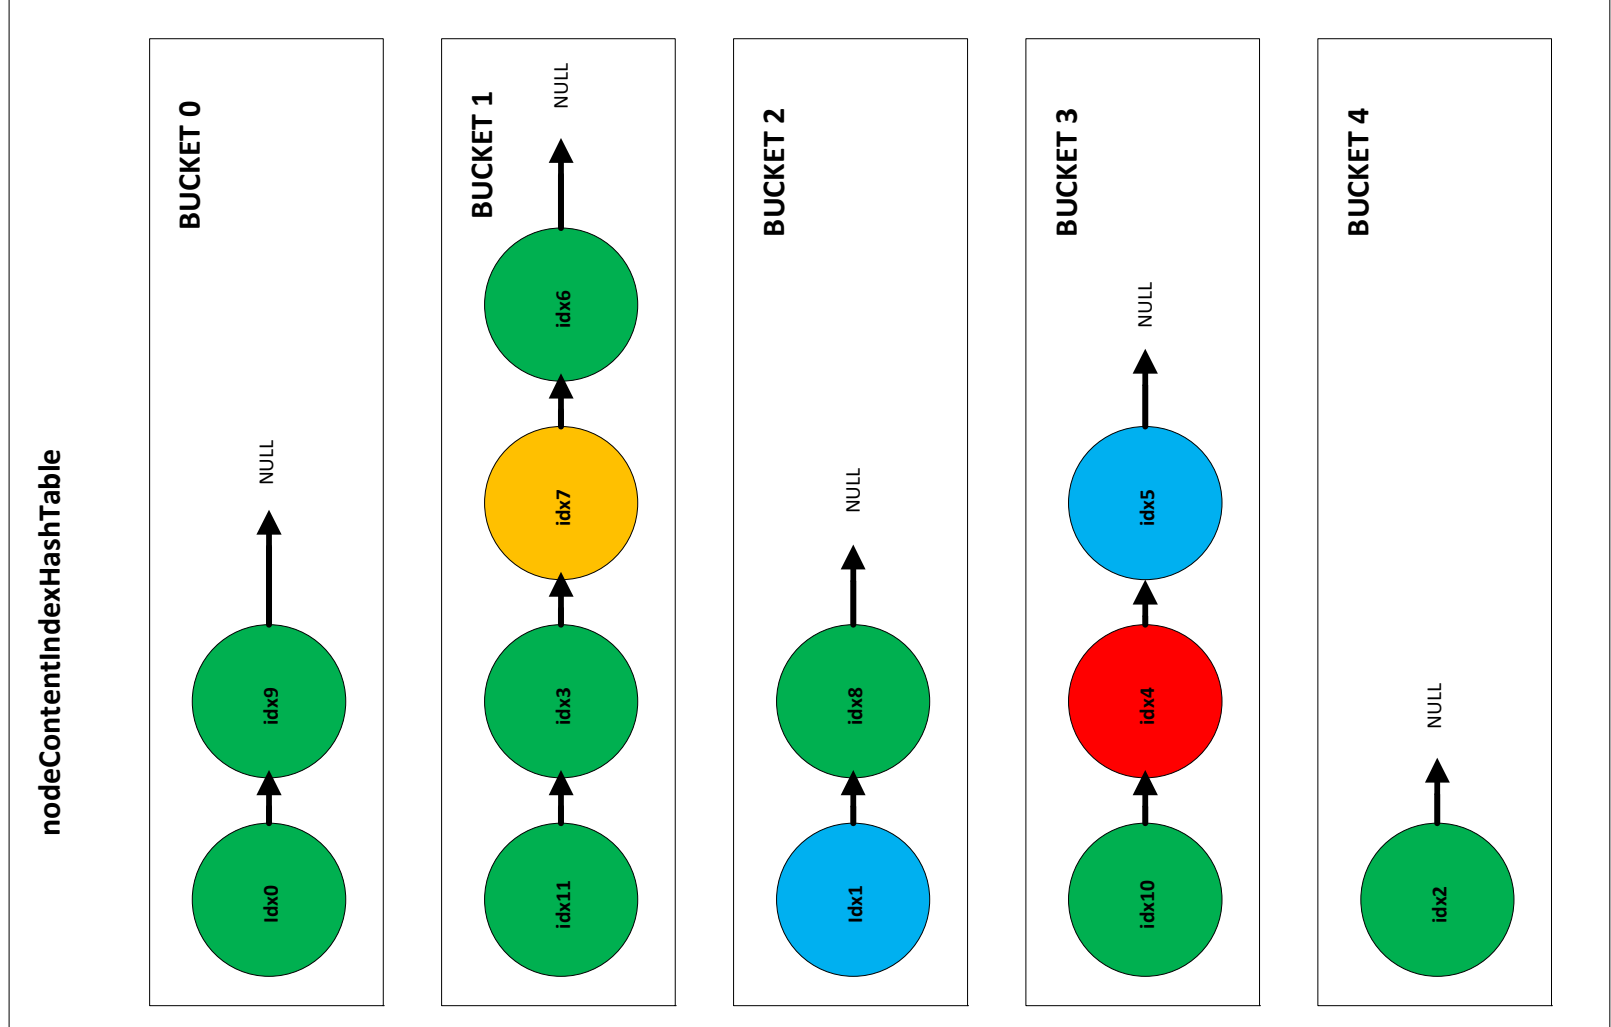 nodeContentIndexHashTable
BUCKET 0
Idx0
idx9
NULL
BUCKET 1
idx11
idx3
idx7
idx6
NULL
BUCKET 2
Idx1
idx8
NULL
BUCKET 3
idx10
idx4
idx5
NULL
BUCKET 4
idx2
NULL